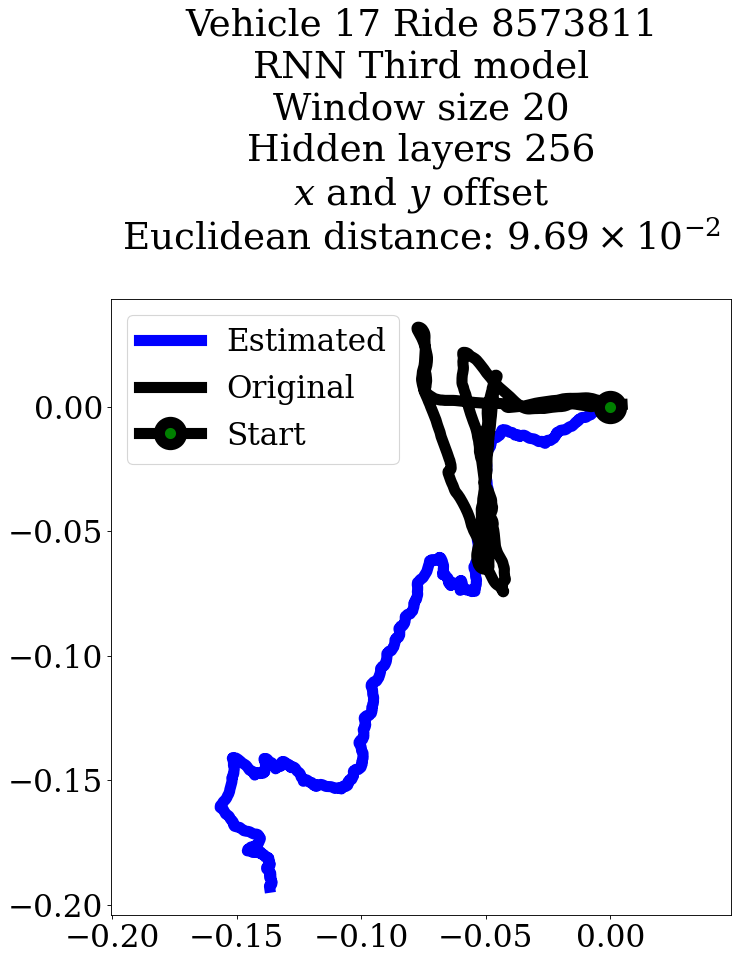 Vehicle 17 Ride 8573811
RNN Third model
Window size 20
Hidden layers 256
x and y offset
Euclidean distance: 9.69 × 10⁻²
Estimated
Original
Start
0.00
−0.05
−0.10
−0.15
−0.20
−0.20 −0.15 −0.10 −0.05 0.00